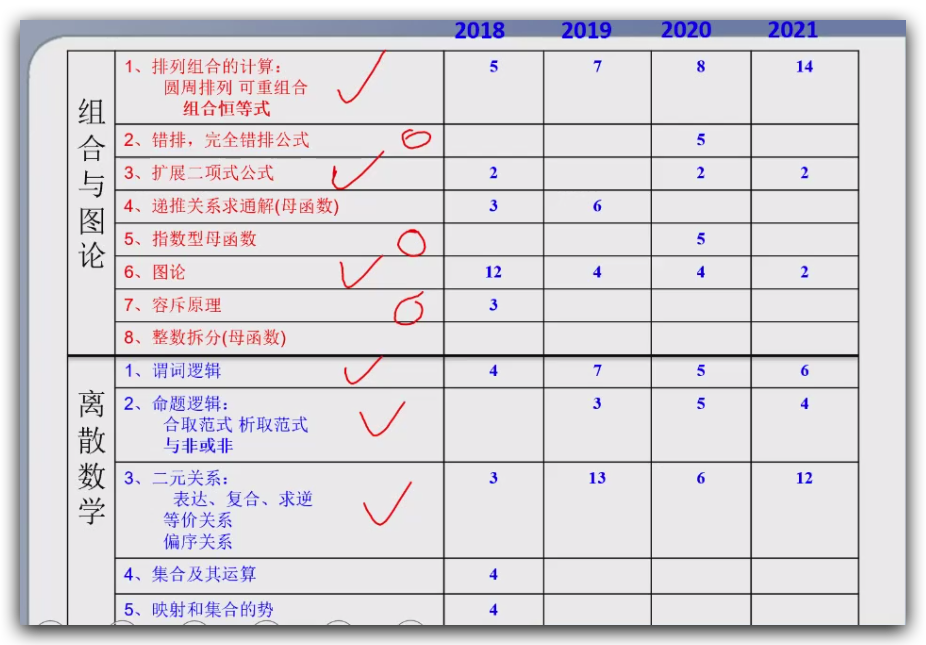 2018 2019 2020 2021
组合与图论
1、排列组合的计算: 5 7 8 14
圆周排列 可重组合
组合恒等式
2、错排，完全错排公式 5
3、扩展二项式公式 2 2 2
4、递推关系求通解(母函数) 3 6
5、指数型母函数 5
6、图论 12 4 4 2
7、容斥原理 3
8、整数拆分(母函数)
离散数学
1、谓词逻辑 4 7 5 6
2、命题逻辑: 3 5 4
合取范式 析取范式
与非或非
3、二元关系: 3 13 6 12
表达、复合、求逆
等价关系
偏序关系
4、集合及其运算 4
5、映射和集合的势 4